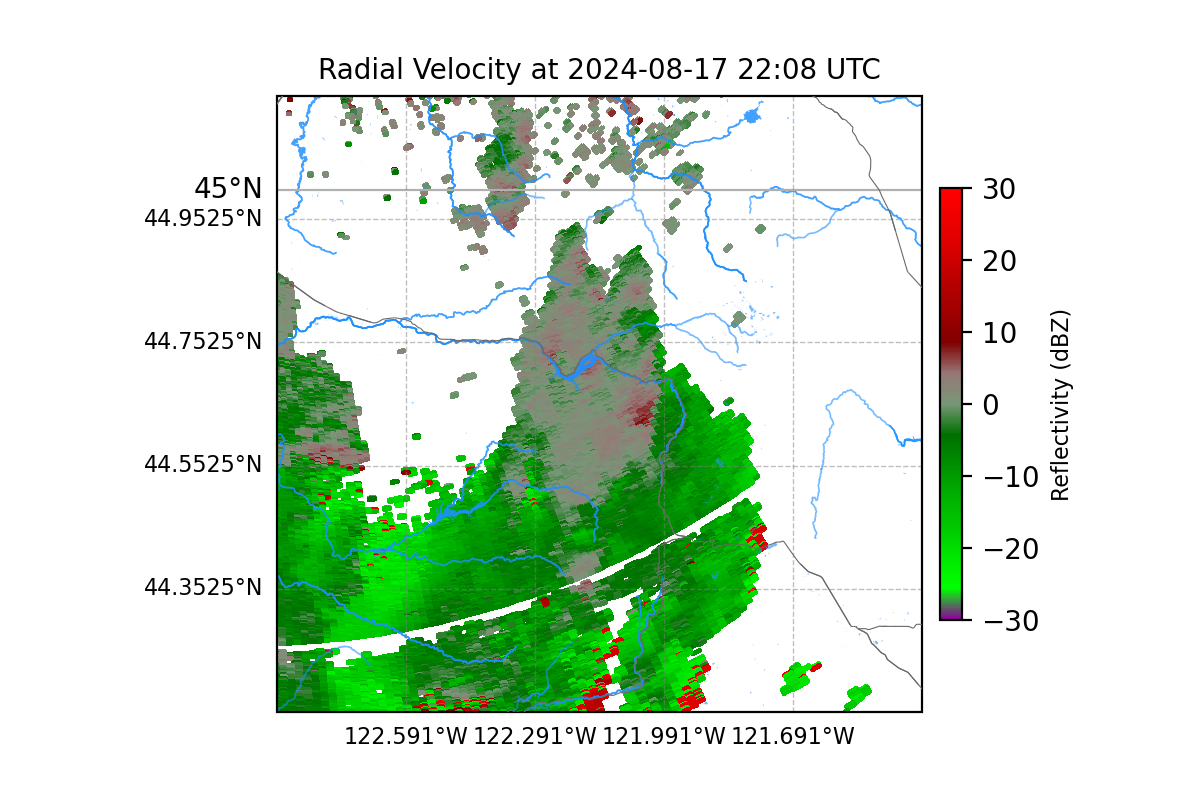 Radial Velocity at 2024-08-17 22:08 UTC
45°N
44.9525°N
44.7525°N
44.5525°N
44.3525°N
122.591°W
122.291°W
121.991°W
121.691°W
30
20
10
0
−10
−20
−30
Reflectivity (dBZ)